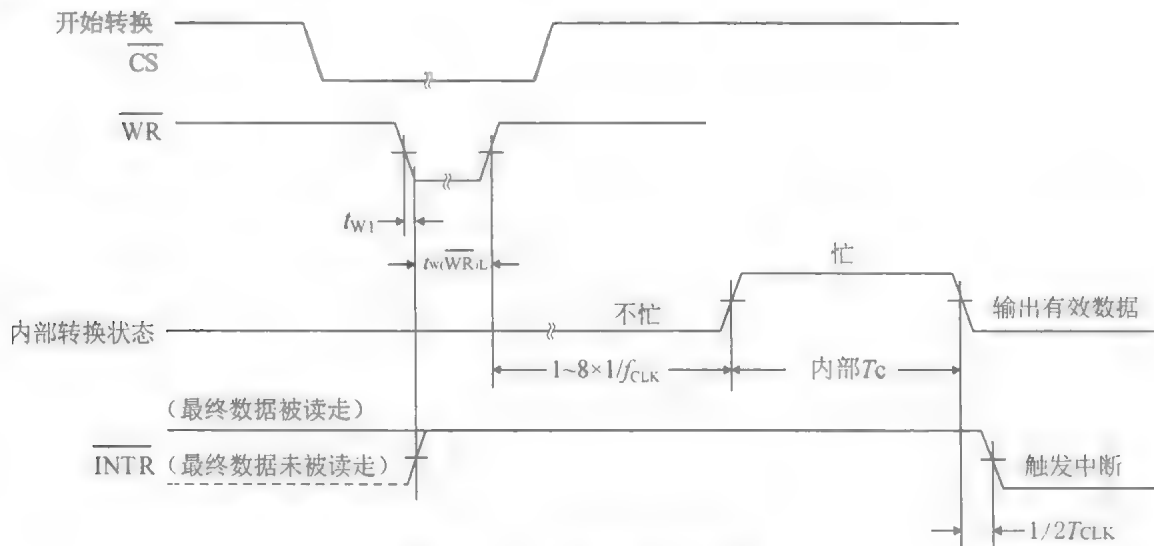 开始转换
CS
WR
tW1
tw(WR)L
忙
不忙
输出有效数据
内部转换状态
1~8×1/fCLK
内部Tc
(最终数据被读走)
INTR
(最终数据未被读走)
触发中断
1/2TCLK